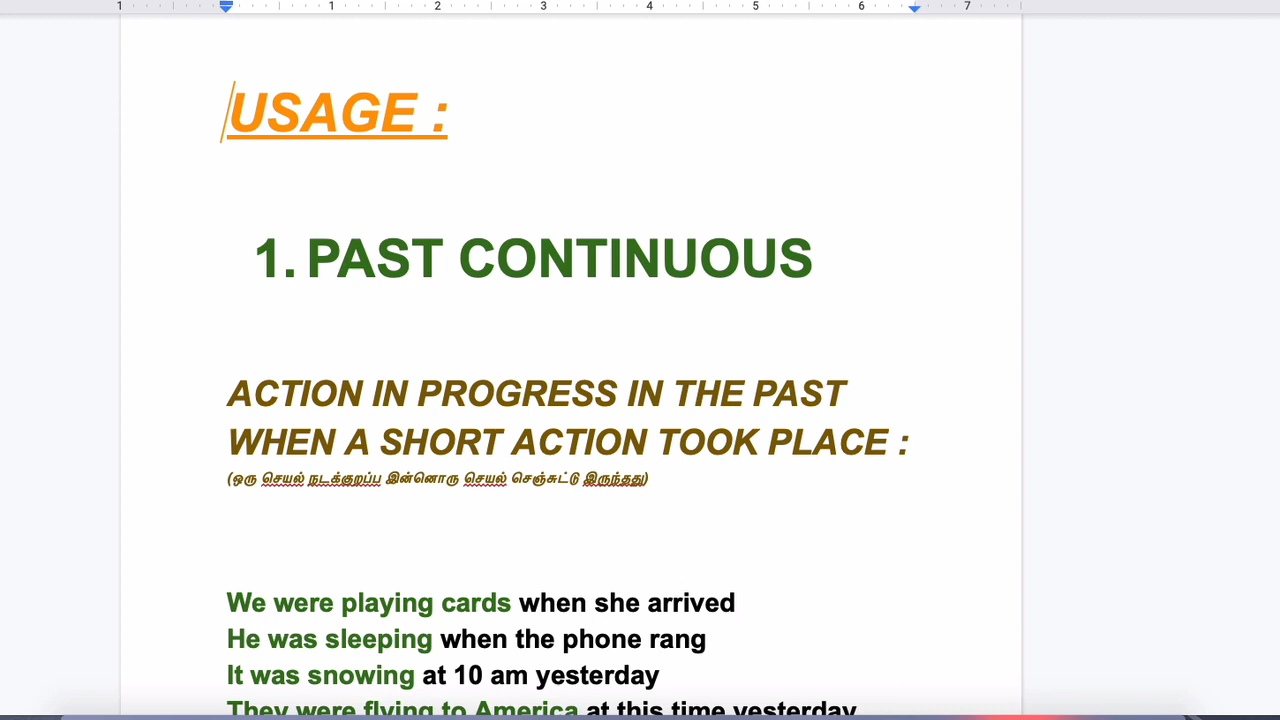 1 1 2 3 4 5 6 7
USAGE :
1. PAST CONTINUOUS
ACTION IN PROGRESS IN THE PAST
WHEN A SHORT ACTION TOOK PLACE :
(ஒரு செயல் நடக்குறப்ப இன்னொரு செயல் செஞ்சுட்டு இருந்தது)
We were playing cards when she arrived
He was sleeping when the phone rang
It was snowing at 10 am yesterday
They were flying to America at this time yesterday